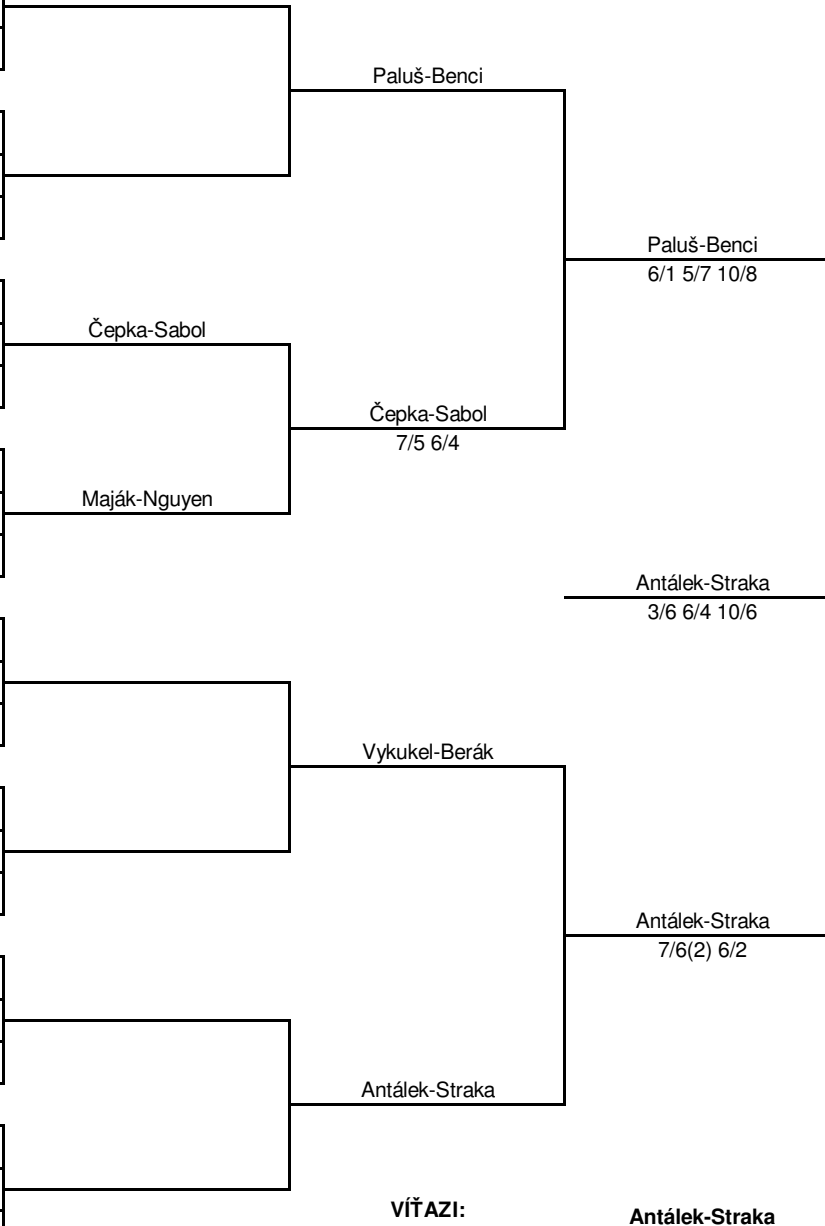 Paluš-Benci
Paluš-Benci
6/1 5/7 10/8
Čepka-Sabol
Čepka-Sabol
7/5 6/4
Maják-Nguyen
Antálek-Straka
3/6 6/4 10/6
Vykukel-Berák
Antálek-Straka
7/6(2) 6/2
Antálek-Straka
VÍŤAZI:
Antálek-Straka